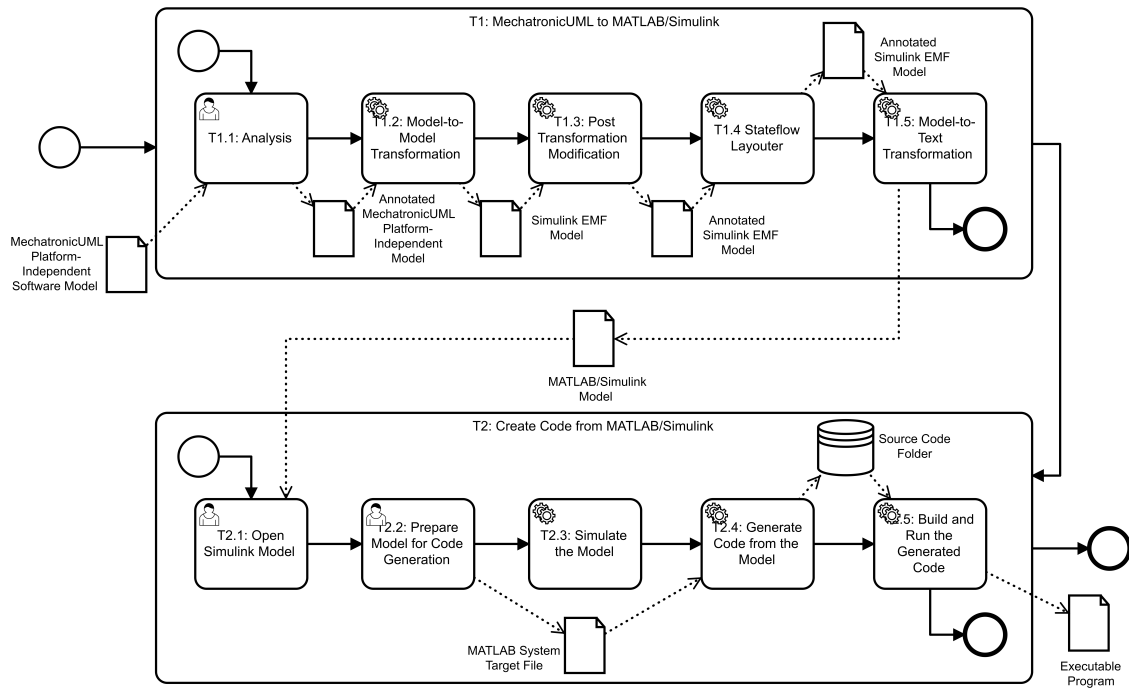 T1: MechatronicUML to MATLAB/Simulink
Annotated
Simulink EMF
Model
T1.1: Analysis
T1.2: Model-to-
Model
Transformation
T1.3: Post
Transformation
Modification
T1.4 Stateflow
Layouter
T1.5: Model-to-
Text
Transformation
MechatronicUML
Platform-
Independent
Software Model
Annotated
MechatronicUML
Platform-
Independent
Model
Simulink EMF
Model
Annotated
Simulink EMF
Model
MATLAB/Simulink
Model
T2: Create Code from MATLAB/Simulink
Source Code
Folder
T2.1: Open
Simulink Model
T2.2: Prepare
Model for Code
Generation
T2.3: Simulate
the Model
T2.4: Generate
Code from the
Model
T2.5: Build and
Run the
Generated
Code
MATLAB System
Target File
Executable
Program